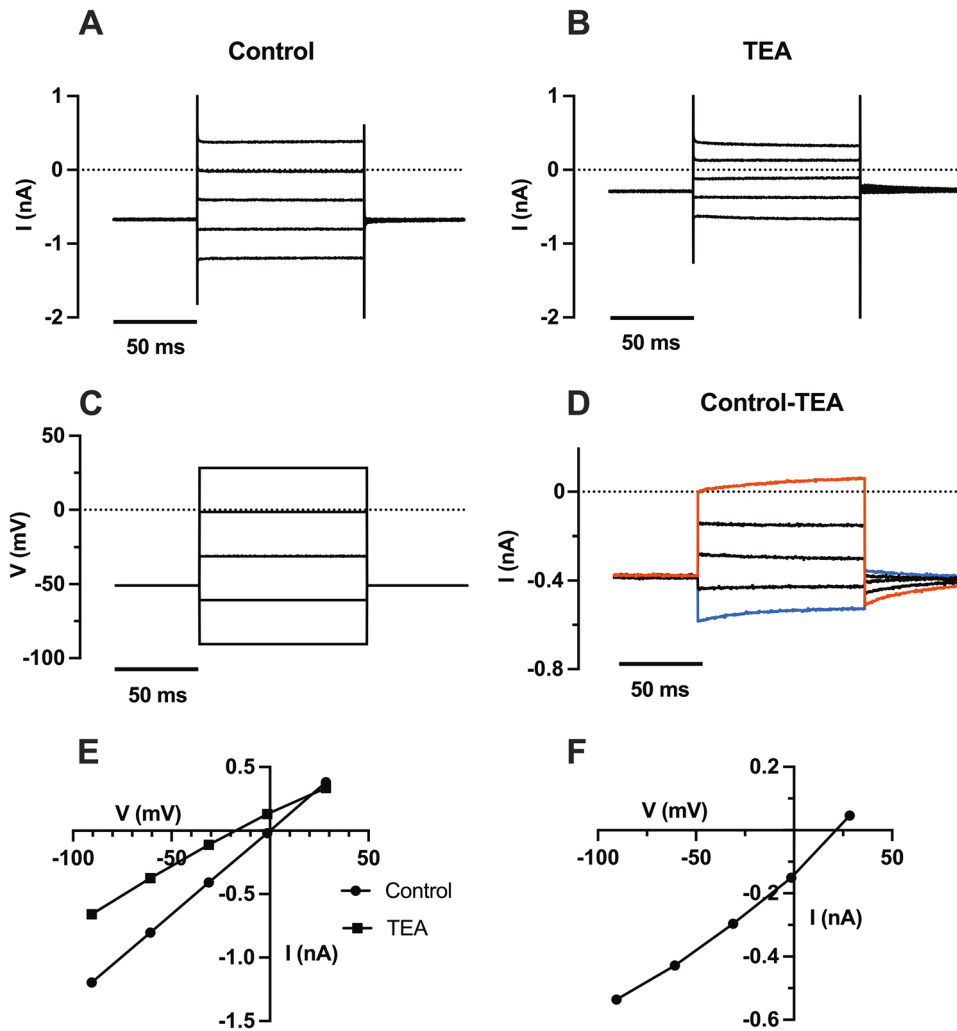 A
Control
1
0
-1
-2
I (nA)
50 ms
B
TEA
1
0
-1
-2
I (nA)
50 ms
C
50
0
-50
-100
V (mV)
50 ms
D
Control-TEA
0
-0.4
-0.8
I (nA)
50 ms
E
0.5
V (mV)
-100
-50
50
-0.5
-1.0
-1.5
I (nA)
Control
TEA
F
0.2
V (mV)
-100
-50
50
-0.2
-0.4
-0.6
I (nA)